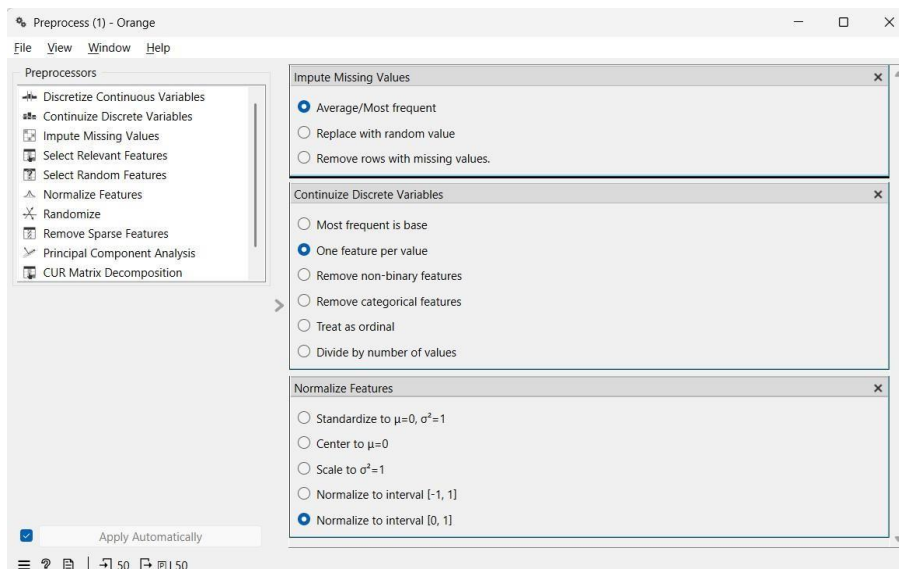 Preprocess (1) - Orange
File View Window Help
Preprocessors
Discretize Continuous Variables
Continuize Discrete Variables
Impute Missing Values
Select Relevant Features
Select Random Features
Normalize Features
Randomize
Remove Sparse Features
Principal Component Analysis
CUR Matrix Decomposition
Impute Missing Values
Average/Most frequent
Replace with random value
Remove rows with missing values.
Continuize Discrete Variables
Most frequent is base
One feature per value
Remove non-binary features
Remove categorical features
Treat as ordinal
Divide by number of values
Normalize Features
Standardize to μ=0, σ²=1
Center to μ=0
Scale to σ²=1
Normalize to interval [-1, 1]
Normalize to interval [0, 1]
Apply Automatically
50 50